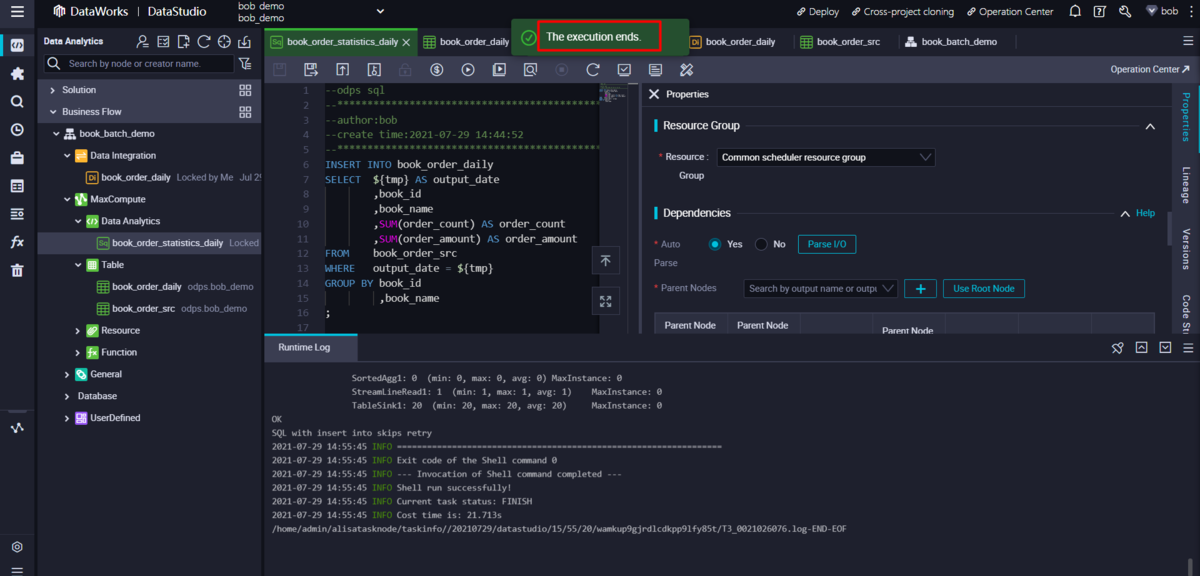 DataWorks | DataStudio
bob_demo
bob_demo
Deploy
Cross-project cloning
Operation Center
bob
Data Analytics
Search by node or creator name.
Solution
Business Flow
book_batch_demo
Data Integration
Di book_order_daily Locked by Me Jul 29
MaxCompute
Data Analytics
Sq book_order_statistics_daily Locked
Table
book_order_daily odps.bob_demo
book_order_src odps.bob_demo
Resource
Function
General
Database
UserDefined
Sq book_order_statistics_daily
book_order_daily
The execution ends.
Di book_order_daily
book_order_src
book_batch_demo
Operation Center
1 --odps sql
2 --********************************************
3 --author:bob
4 --create time:2021-07-29 14:44:52
5 --********************************************
6 INSERT INTO book_order_daily
7 SELECT ${tmp} AS output_date
8 ,book_id
9 ,book_name
10 ,SUM(order_count) AS order_count
11 ,SUM(order_amount) AS order_amount
12 FROM book_order_src
13 WHERE output_date = ${tmp}
14 GROUP BY book_id
15 ,book_name
16 ;
17
Properties
Resource Group
* Resource : Common scheduler resource group
Group
Dependencies
Help
* Auto Yes No Parse I/O
Parse
* Parent Nodes Search by output name or outpu + Use Root Node
Parent Node Parent Node Parent Node
Properties
Lineage
Versions
Code St
Runtime Log
SortedAgg1: 0 (min: 0, max: 0, avg: 0) MaxInstance: 0
StreamLineRead1: 1 (min: 1, max: 1, avg: 1) MaxInstance: 0
TableSink1: 20 (min: 20, max: 20, avg: 20) MaxInstance: 0
OK
SQL with insert into skips retry
2021-07-29 14:55:45 INFO =================================================================
2021-07-29 14:55:45 INFO Exit code of the Shell command 0
2021-07-29 14:55:45 INFO --- Invocation of Shell command completed ---
2021-07-29 14:55:45 INFO Shell run successfully!
2021-07-29 14:55:45 INFO Current task status: FINISH
2021-07-29 14:55:45 INFO Cost time is: 21.713s
/home/admin/alisatasknode/taskinfo//20210729/datastudio/15/55/20/wamkup9gjrdlcdkpp9lfy85t/T3_0021026076.log-END-EOF